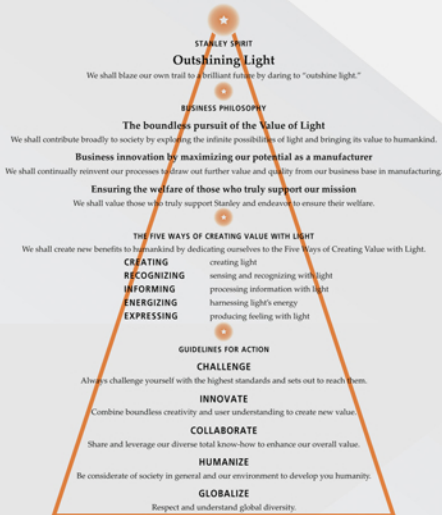 STANLEY SPIRIT
Outshining Light
We shall blaze our own trail to a brilliant future by daring to "outshine light."
BUSINESS PHILOSOPHY
The boundless pursuit of the Value of Light
We shall contribute broadly to society by exploring the infinite possibilities of light and bringing its value to humankind.
Business innovation by maximizing our potential as a manufacturer
We shall continually reinvent our processes to draw out further value and quality from our business base in manufacturing.
Ensuring the welfare of those who truly support our mission
We shall value those who truly support Stanley and endeavor to ensure their welfare.
THE FIVE WAYS OF CREATING VALUE WITH LIGHT
We shall create new benefits to humankind by dedicating ourselves to the Five Ways of Creating Value with Light.
CREATING creating light
RECOGNIZING sensing and recognizing with light
INFORMING processing information with light
ENERGIZING harnessing light's energy
EXPRESSING producing feeling with light
GUIDELINES FOR ACTION
CHALLENGE
Always challenge yourself with the highest standards and sets out to reach them.
INNOVATE
Combine boundless creativity and user understanding to create new value.
COLLABORATE
Share and leverage our diverse total know-how to enhance our overall value.
HUMANIZE
Be considerate of society in general and our environment to develop you humanity.
GLOBALIZE
Respect and understand global diversity.